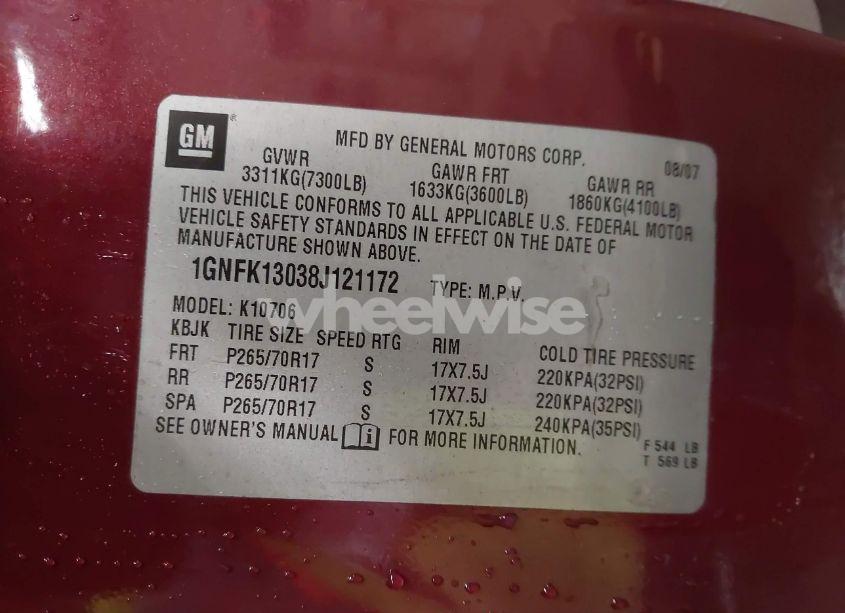 GM ®
MFD BY GENERAL MOTORS CORP. 08/07
GVWR GAWR FRT GAWR RR
3311KG(7300LB) 1633KG(3600LB) 1860KG(4100LB)
THIS VEHICLE CONFORMS TO ALL APPLICABLE U.S. FEDERAL MOTOR
VEHICLE SAFETY STANDARDS IN EFFECT ON THE DATE OF
MANUFACTURE SHOWN ABOVE.
1GNFK13038J121172 TYPE: M.P.V.
MODEL: K10706
wheelwise
KBJK TIRE SIZE SPEED RTG RIM COLD TIRE PRESSURE
FRT P265/70R17 S 17X7.5J 220KPA(32PSI)
RR P265/70R17 S 17X7.5J 220KPA(32PSI)
SPA P265/70R17 S 17X7.5J 240KPA(35PSI)
SEE OWNER'S MANUAL i FOR MORE INFORMATION.
F 544 LB
T 569 LB